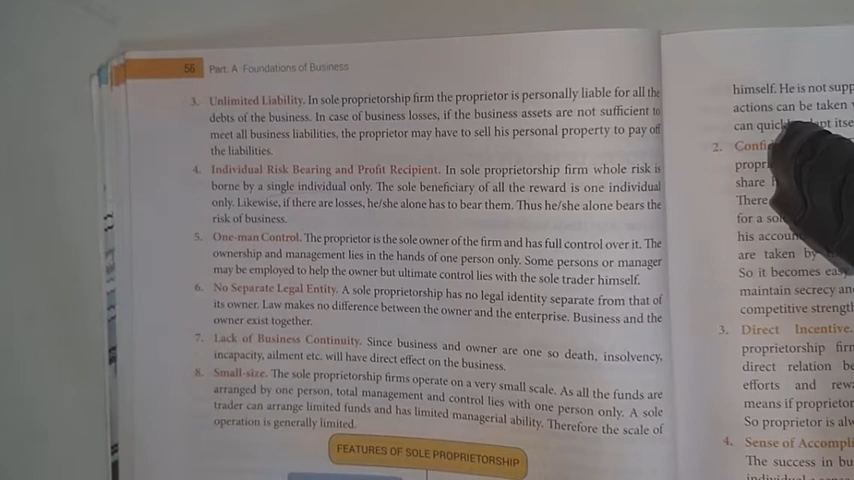 56 Part: A Foundations of Business
3. Unlimited Liability. In sole proprietorship firm the proprietor is personally liable for all the
debts of the business. In case of business losses, if the business assets are not sufficient to
meet all business liabilities, the proprietor may have to sell his personal property to pay off
the liabilities.
4. Individual Risk Bearing and Profit Recipient. In sole proprietorship firm whole risk is
borne by a single individual only. The sole beneficiary of all the reward is one individual
only. Likewise, if there are losses, he/she alone has to bear them. Thus he/she alone bears the
risk of business.
5. One-man Control. The proprietor is the sole owner of the firm and has full control over it. The
ownership and management lies in the hands of one person only. Some persons or manager
may be employed to help the owner but ultimate control lies with the sole trader himself.
6. No Separate Legal Entity. A sole proprietorship has no legal identity separate from that of
its owner. Law makes no difference between the owner and the enterprise. Business and the
owner exist together.
7. Lack of Business Continuity. Since business and owner are one so death, insolvency,
incapacity, ailment etc. will have direct effect on the business.
8. Small-size. The sole proprietorship firms operate on a very small scale. As all the funds are
arranged by one person, total management and control lies with one person only. A sole
trader can arrange limited funds and has limited managerial ability. Therefore the scale of
operation is generally limited.
FEATURES OF SOLE PROPRIETORSHIP
himself. He is not supp
actions can be taken
can quick
2. Confi
propri
share
There
for a sol
his accoun
are taken by
So it becomes easy
maintain secrecy and
competitive strength
3. Direct Incentive.
proprietorship firm
direct relation be
efforts and rew
means if proprietor
So proprietor is alw
4. Sense of Accompli
The success in bu